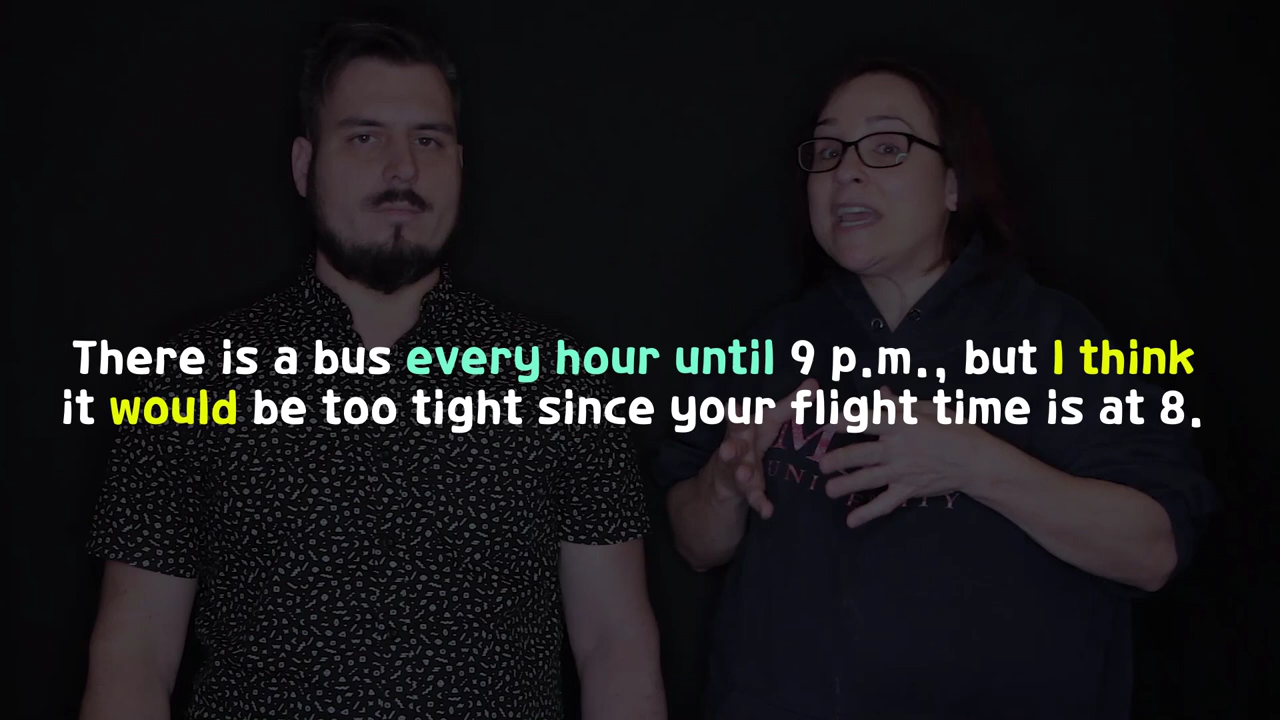 There is a bus every hour until 9 p.m., but I think
it would be too tight since your flight time is at 8.
UNIVERSITY